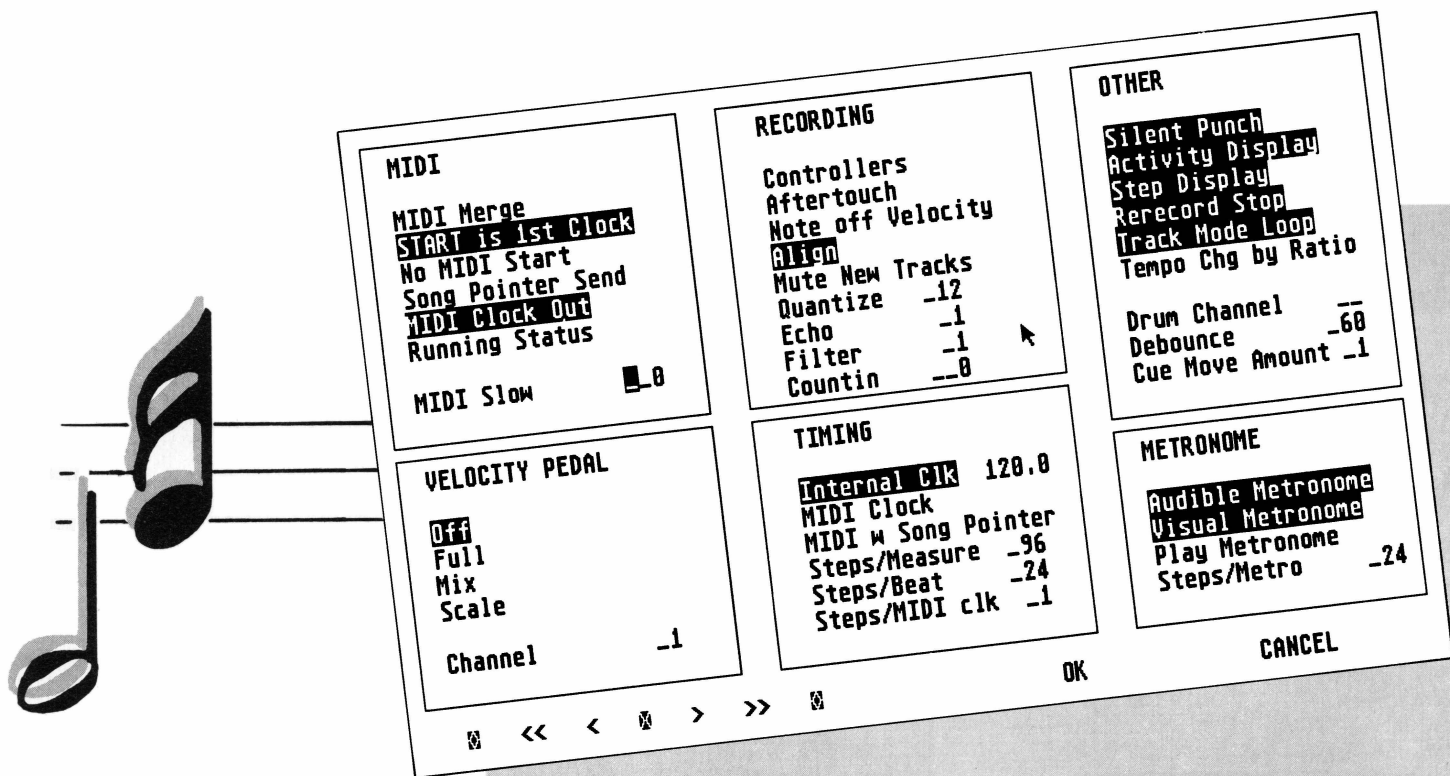 MIDI
MIDI Merge
START is 1st Clock
No MIDI Start
Song Pointer Send
MIDI Clock Out
Running Status
MIDI Slow __0
VELOCITY PEDAL
Off
Full
Mix
Scale
Channel _1
RECORDING
Controllers
Aftertouch
Note off Velocity
Align
Mute New Tracks
Quantize _12
Echo _1
Filter _1
Countin __0
TIMING
Internal Clk 120.0
MIDI Clock
MIDI w Song Pointer
Steps/Measure _96
Steps/Beat _24
Steps/MIDI clk _1
OTHER
Silent Punch
Activity Display
Step Display
Rerecord Stop
Track Mode Loop
Tempo Chg by Ratio
Drum Channel __
Debounce _60
Cue Move Amount _1
METRONOME
Audible Metronome
Visual Metronome
Play Metronome
Steps/Metro _24
<< < > >>
OK
CANCEL